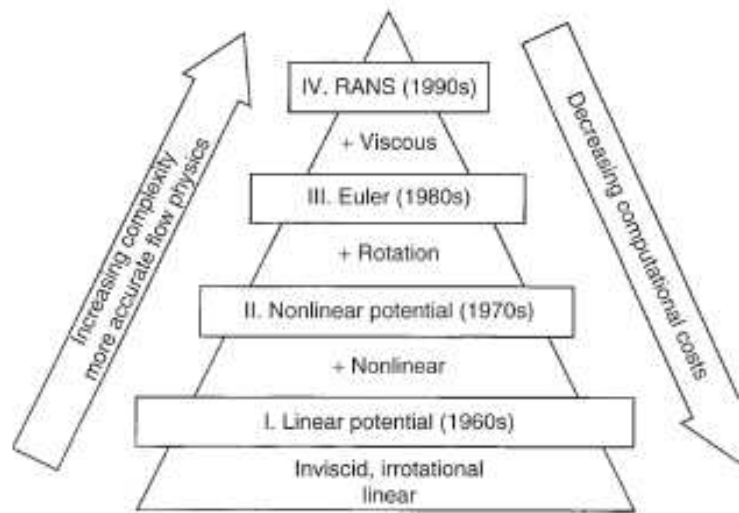 IV. RANS (1990s)
+ Viscous
III. Euler (1980s)
+ Rotation
II. Nonlinear potential (1970s)
+ Nonlinear
I. Linear potential (1960s)
Inviscid, irrotational
linear
Increasing complexity
more accurate flow physics
Decreasing computational costs